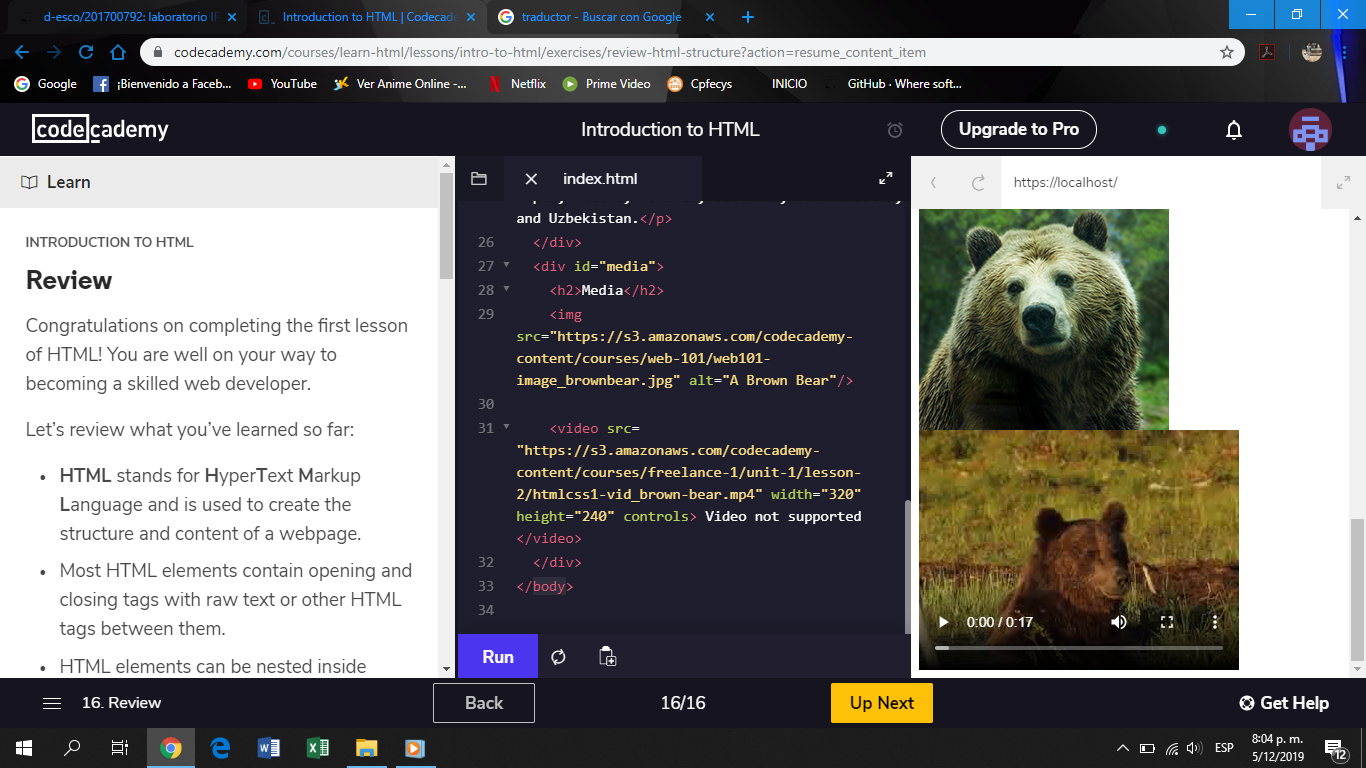 d-esco/201700792: laboratorio IP
Introduction to HTML | Codecade
traductor - Buscar con Google
codecademy.com/courses/learn-html/lessons/intro-to-html/exercises/review-html-structure?action=resume_content_item
Google
¡Bienvenido a Faceb...
YouTube
Ver Anime Online -...
Netflix
Prime Video
Cpfecys
INICIO
GitHub · Where soft...
codecademy
Introduction to HTML
Upgrade to Pro
Learn
INTRODUCTION TO HTML
Review
Congratulations on completing the first lesson
of HTML! You are well on your way to
becoming a skilled web developer.
Let's review what you've learned so far:
• HTML stands for HyperText Markup
Language and is used to create the
structure and content of a webpage.
• Most HTML elements contain opening and
closing tags with raw text or other HTML
tags between them.
• HTML elements can be nested inside
index.html
and Uzbekistan.</p>
26 </div>
27 <div id="media">
28 <h2>Media</h2>
29 <img
src="https://s3.amazonaws.com/codecademy-
content/courses/web-101/web101-
image_brownbear.jpg" alt="A Brown Bear"/>
30
31 <video src=
"https://s3.amazonaws.com/codecademy-
content/courses/freelance-1/unit-1/lesson-
2/htmlcss1-vid_brown-bear.mp4" width="320"
height="240" controls> Video not supported
</video>
32 </div>
33 </body>
34
Run
https://localhost/
0:00 / 0:17
16. Review
Back
16/16
Up Next
Get Help
ESP
8:04 p. m.
5/12/2019
12